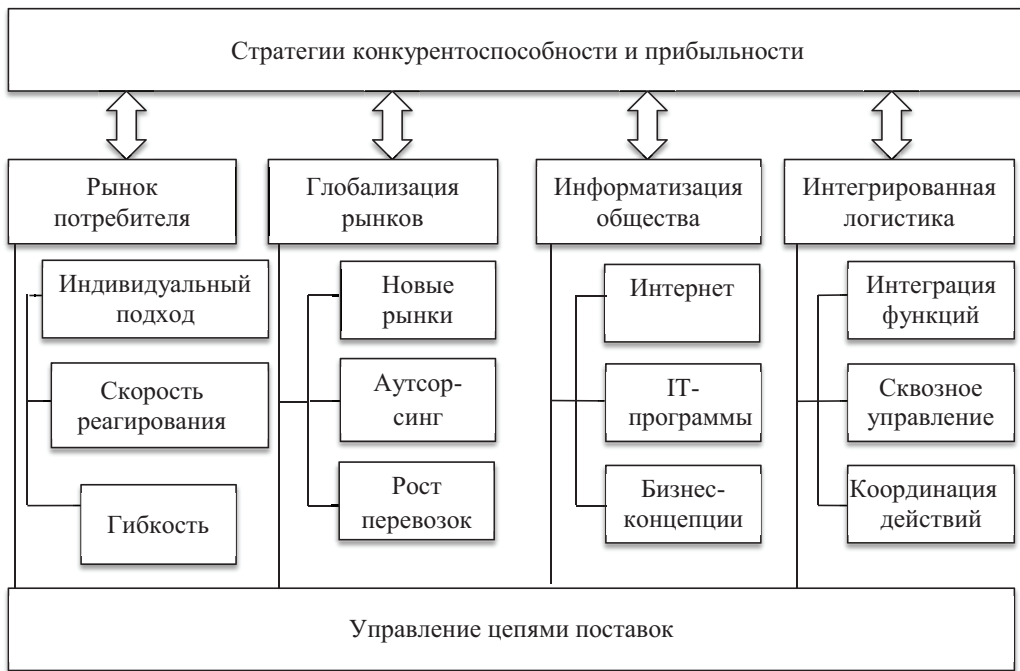 Стратегии конкурентоспособности и прибыльности
Рынок
потребителя
Глобализация
рынков
Информатизация
общества
Интегрированная
логистика
Индивидуальный
подход
Новые
рынки
Интернет
Интеграция
функций
Скорость
реагирования
Аутсор-
синг
IT-
программы
Сквозное
управление
Гибкость
Рост
перевозок
Бизнес-
концепции
Координация
действий
Управление цепями поставок